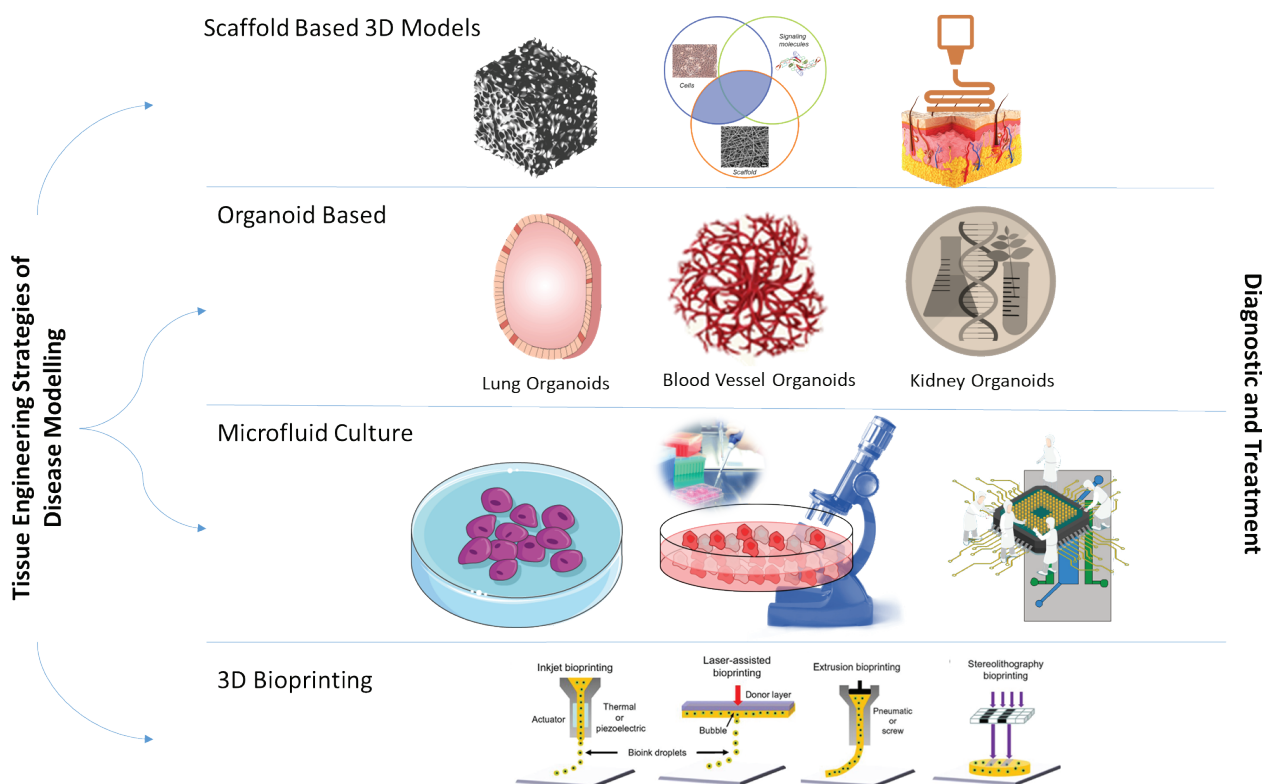 Tissue Engineering Strategies of
Disease Modelling
Scaffold Based 3D Models
Cells
Signaling
molecules
Scaffold
Organoid Based
Lung Organoids
Blood Vessel Organoids
Kidney Organoids
Microfluid Culture
3D Bioprinting
Inkjet bioprinting
Actuator
Thermal
or
piezoelectric
Bioink droplets
Laser-assisted
bioprinting
Donor layer
Bubble
Extrusion bioprinting
Pneumatic
or
screw
Stereolithography
bioprinting
Diagnostic and Treatment